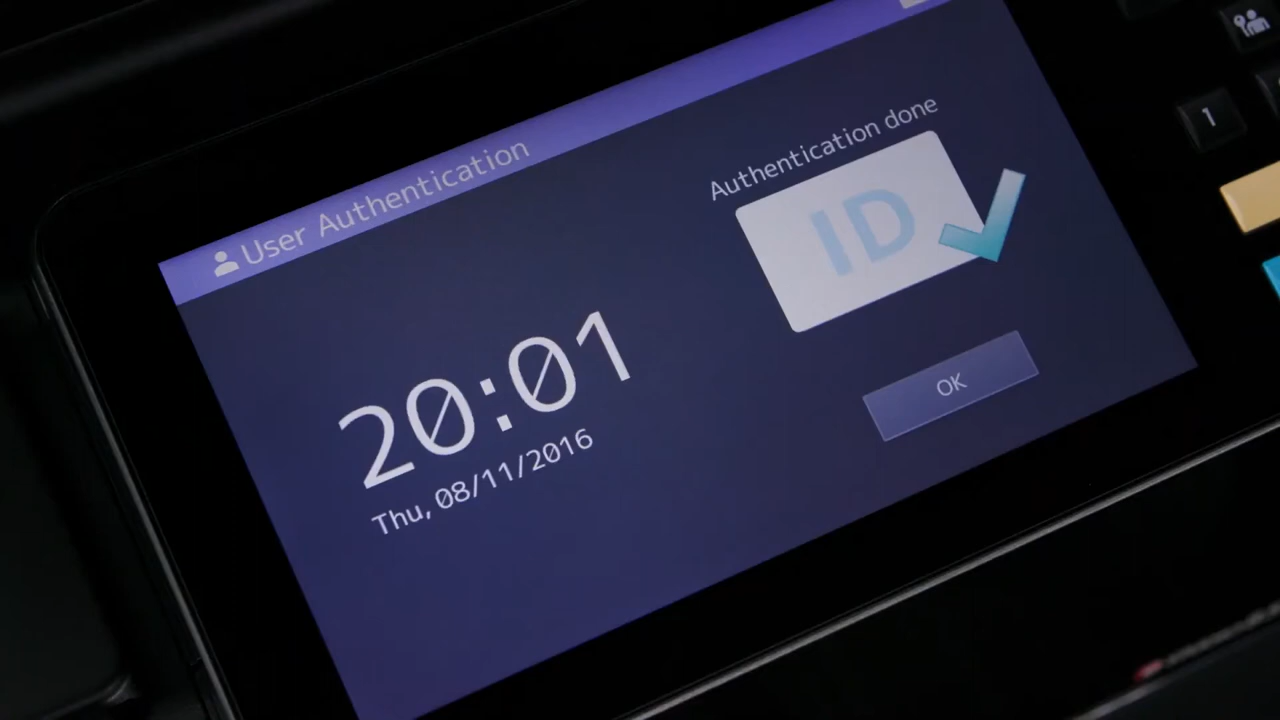 User Authentication
Authentication done
ID
20:01
Thu, 08/11/2016
OK
1